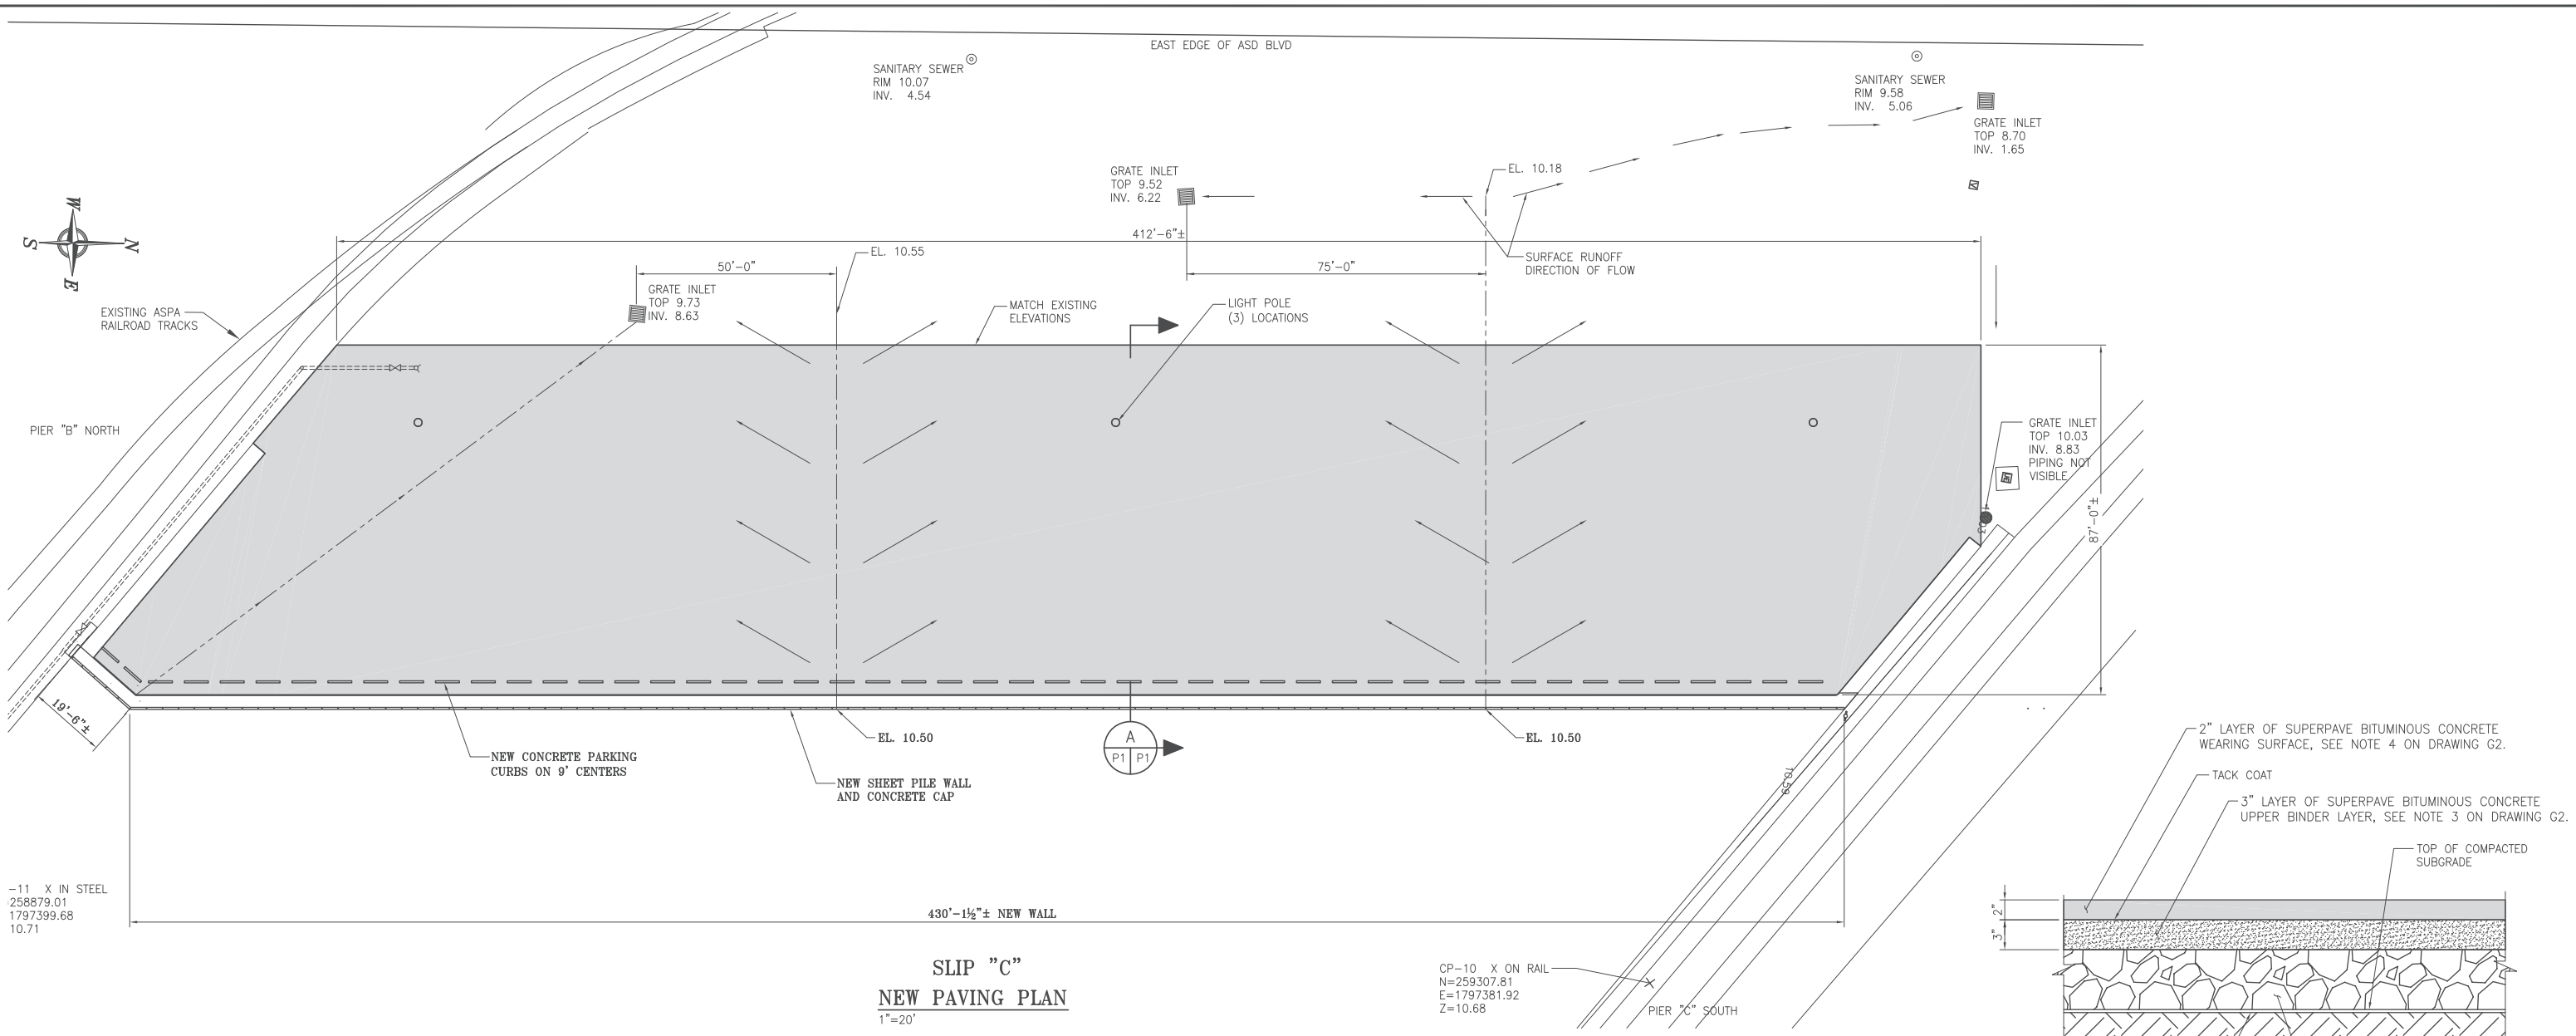 EAST EDGE OF ASD BLVD
SANITARY SEWER
RIM 10.07
INV. 4.54
SANITARY SEWER
RIM 9.58
INV. 5.06
GRATE INLET
TOP 8.70
INV. 1.65
GRATE INLET
TOP 9.52
INV. 6.22
EL. 10.18
W
S
N
E
412'-6"±
EL. 10.55
50'-0"
75'-0"
SURFACE RUNOFF
DIRECTION OF FLOW
GRATE INLET
TOP 9.73
INV. 8.63
MATCH EXISTING
ELEVATIONS
LIGHT POLE
(3) LOCATIONS
EXISTING ASPA
RAILROAD TRACKS
PIER "B" NORTH
GRATE INLET
TOP 10.03
INV. 8.83
PIPING NOT
VISIBLE
87'-0"±
19'-6"±
EL. 10.50
EL. 10.50
A
P1 P1
NEW CONCRETE PARKING
CURBS ON 9' CENTERS
NEW SHEET PILE WALL
AND CONCRETE CAP
10.59
2" LAYER OF SUPERPAVE BITUMINOUS CONCRETE
WEARING SURFACE, SEE NOTE 4 ON DRAWING G2.
TACK COAT
3" LAYER OF SUPERPAVE BITUMINOUS CONCRETE
UPPER BINDER LAYER, SEE NOTE 3 ON DRAWING G2.
TOP OF COMPACTED
SUBGRADE
2"
3"
-11 X IN STEEL
258879.01
1797399.68
10.71
430'-1½"± NEW WALL
SLIP "C"
NEW PAVING PLAN
1"=20'
CP-10 X ON RAIL
N=259307.81
E=1797381.92
Z=10.68
PIER "C" SOUTH